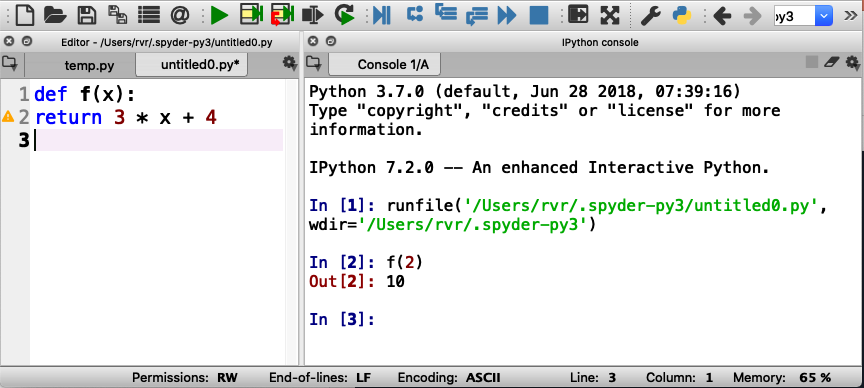 py3
Editor - /Users/rvr/.spyder-py3/untitled0.py
temp.py
untitled0.py*
1 def f(x):
2 return 3 * x + 4
3
IPython console
Console 1/A
Python 3.7.0 (default, Jun 28 2018, 07:39:16)
Type "copyright", "credits" or "license" for more
information.
IPython 7.2.0 -- An enhanced Interactive Python.
In [1]: runfile('/Users/rvr/.spyder-py3/untitled0.py',
wdir='/Users/rvr/.spyder-py3')
In [2]: f(2)
Out[2]: 10
In [3]:
Permissions: RW End-of-lines: LF Encoding: ASCII Line: 3 Column: 1 Memory: 65 %